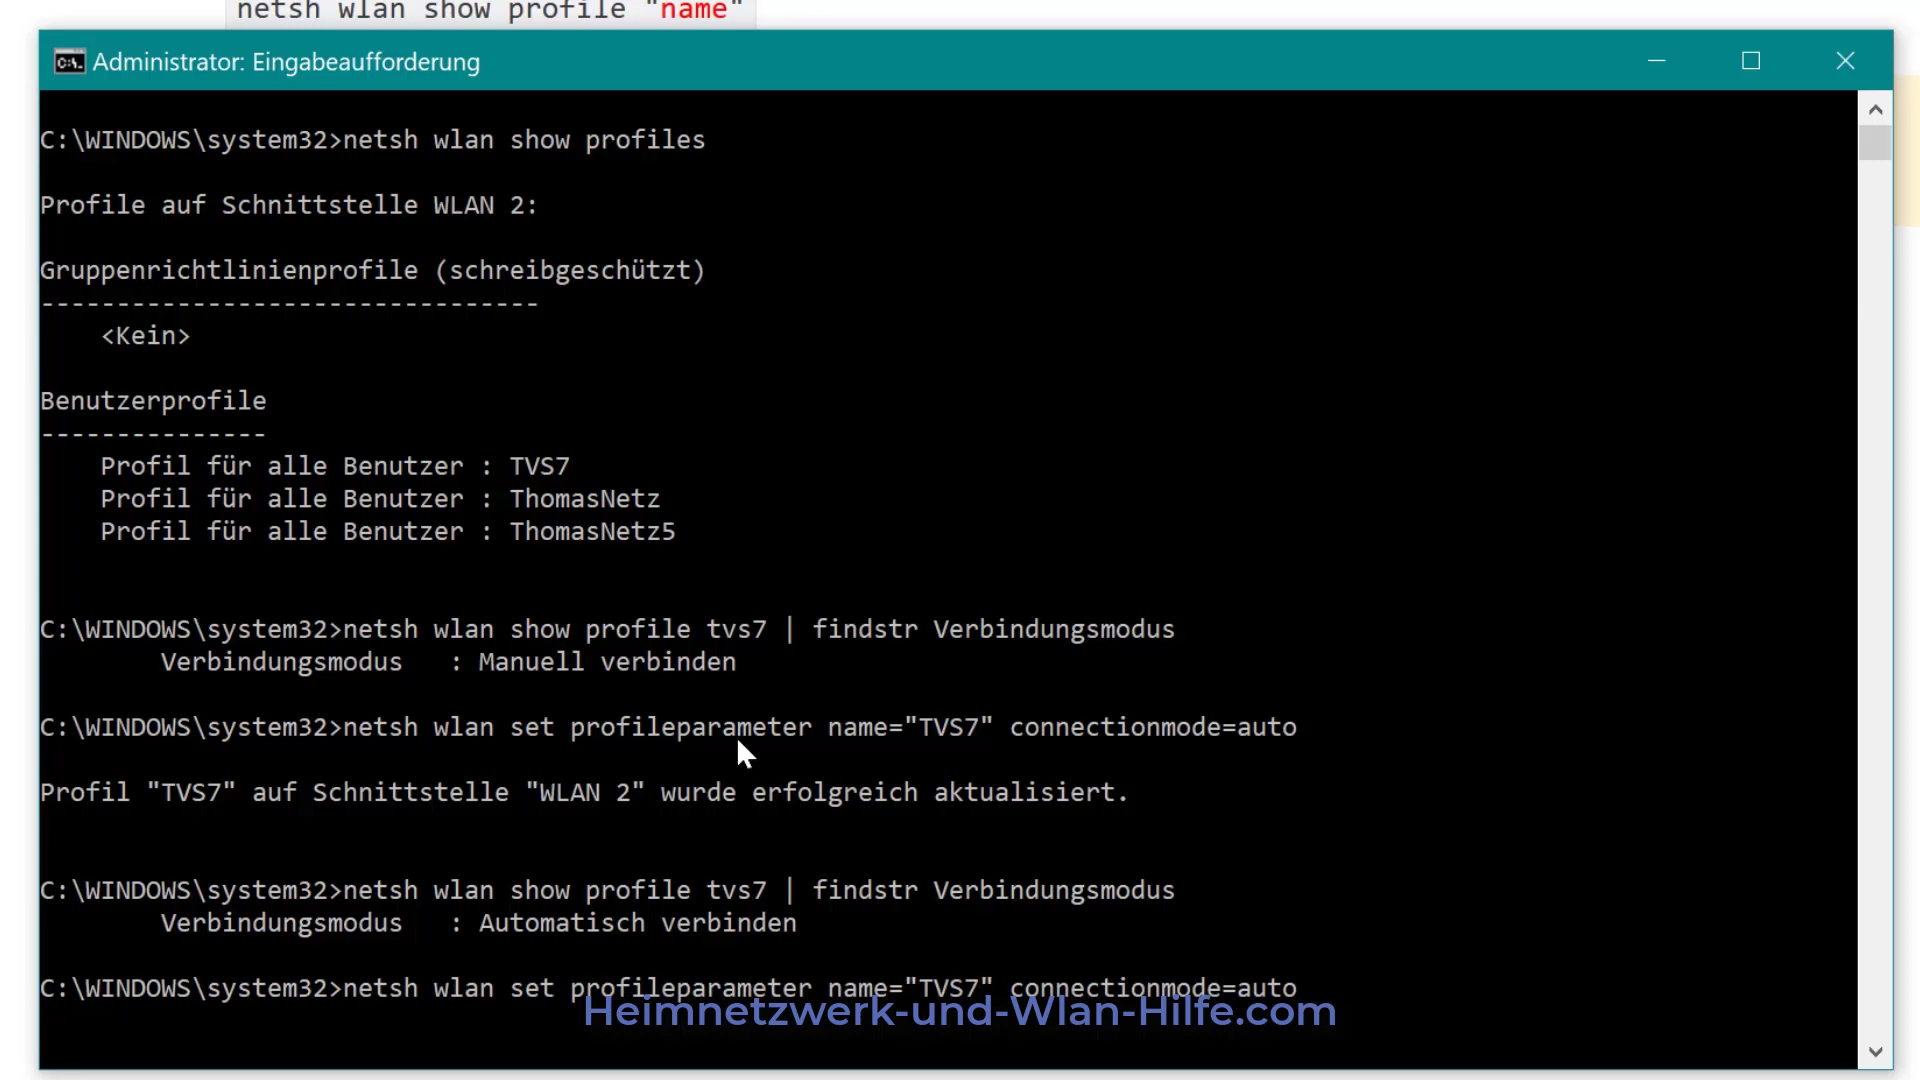 netsh wlan show profile "name"
Administrator: Eingabeaufforderung
C:\WINDOWS\system32>netsh wlan show profiles
Profile auf Schnittstelle WLAN 2:
Gruppenrichtlinienprofile (schreibgeschützt)
---------------------------------
<Kein>
Benutzerprofile
---------------
Profil für alle Benutzer : TVS7
Profil für alle Benutzer : ThomasNetz
Profil für alle Benutzer : ThomasNetz5
C:\WINDOWS\system32>netsh wlan show profile tvs7 | findstr Verbindungsmodus
Verbindungsmodus   : Manuell verbinden
C:\WINDOWS\system32>netsh wlan set profileparameter name="TVS7" connectionmode=auto
Profil "TVS7" auf Schnittstelle "WLAN 2" wurde erfolgreich aktualisiert.
C:\WINDOWS\system32>netsh wlan show profile tvs7 | findstr Verbindungsmodus
Verbindungsmodus   : Automatisch verbinden
C:\WINDOWS\system32>netsh wlan set profileparameter name="TVS7" connectionmode=auto
Heimnetzwerk-und-Wlan-Hilfe.com